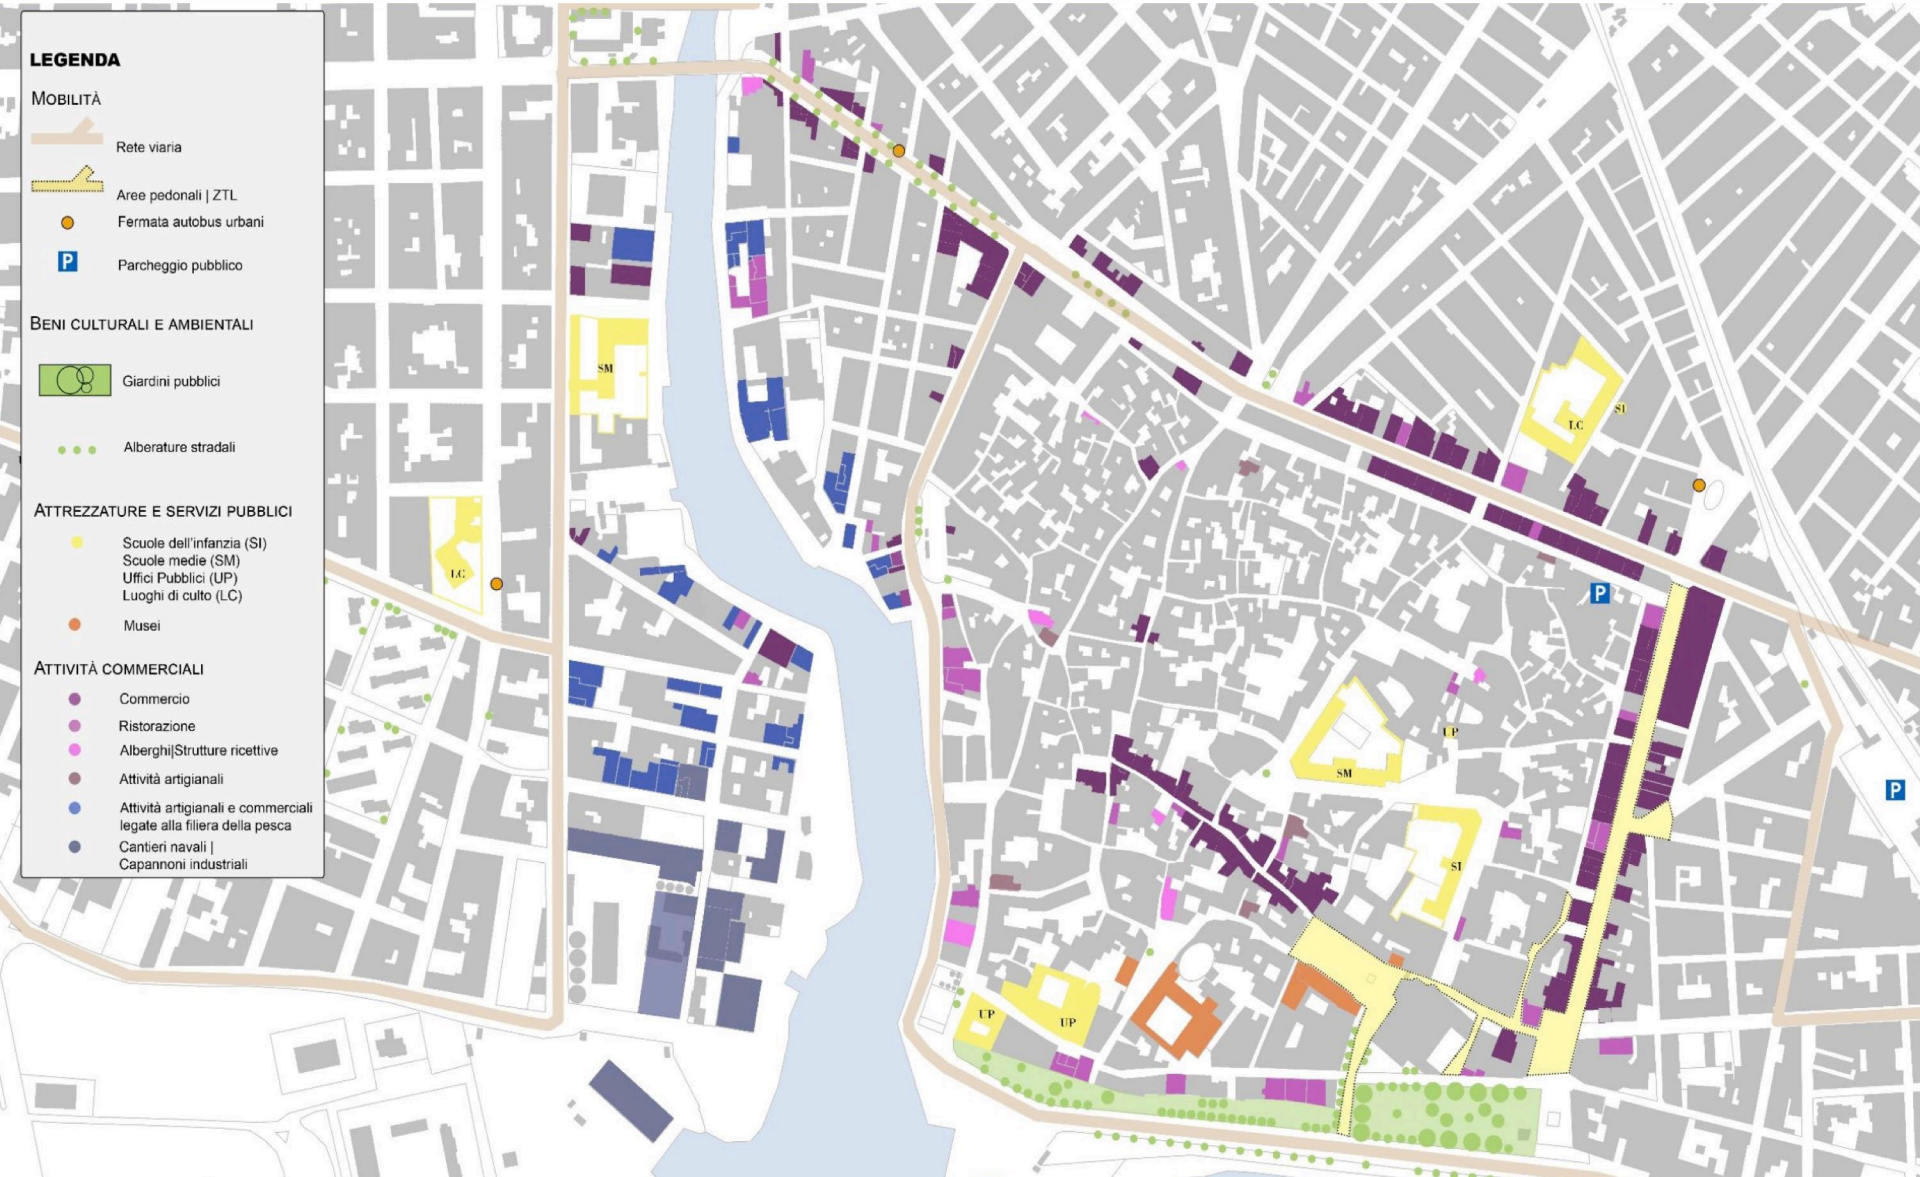 LEGENDA
MOBILITÀ
Rete viaria
Aree pedonali | ZTL
Fermata autobus urbani
P
Parcheggio pubblico
BENI CULTURALI E AMBIENTALI
Giardini pubblici
Alberature stradali
ATTREZZATURE E SERVIZI PUBBLICI
Scuole dell'infanzia (SI)
Scuole medie (SM)
Uffici Pubblici (UP)
Luoghi di culto (LC)
Musei
ATTIVITÀ COMMERCIALI
Commercio
Ristorazione
Alberghi|Strutture ricettive
Attività artigianali
Attività artigianali e commerciali
legate alla filiera della pesca
Cantieri navali |
Capannoni industriali
SM
LC
SI
LC
P
UP
SM
P
SI
UP
UP